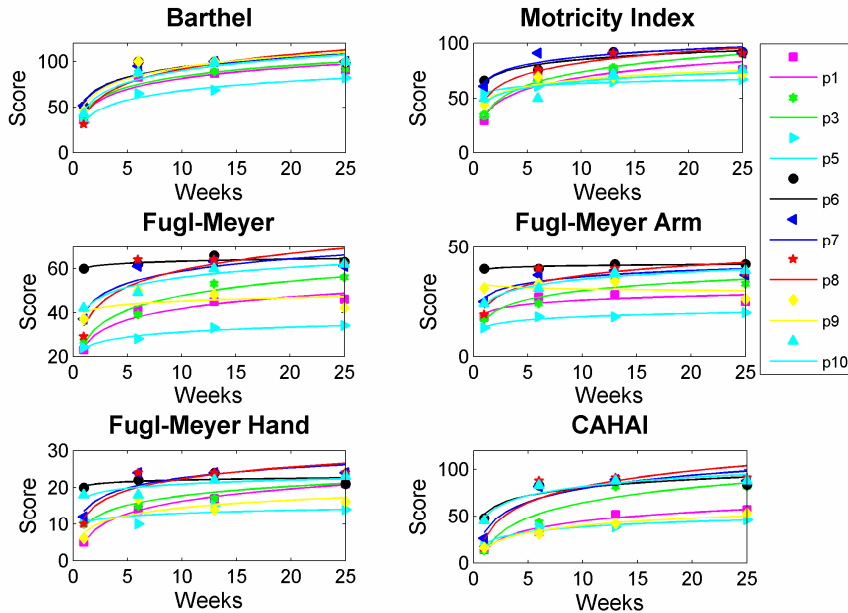 Barthel
Score
100
50
0
0 5 10 15 20 25
Weeks
Motricity Index
Score
100
50
0
0 5 10 15 20 25
Weeks
p1
p3
p5
p6
p7
p8
p9
p10
Fugl-Meyer
Score
60
40
20
0 5 10 15 20 25
Weeks
Fugl-Meyer Arm
Score
50
0
0 5 10 15 20 25
Weeks
Fugl-Meyer Hand
Score
30
20
10
0
0 5 10 15 20 25
Weeks
CAHAI
Score
100
50
0
0 5 10 15 20 25
Weeks